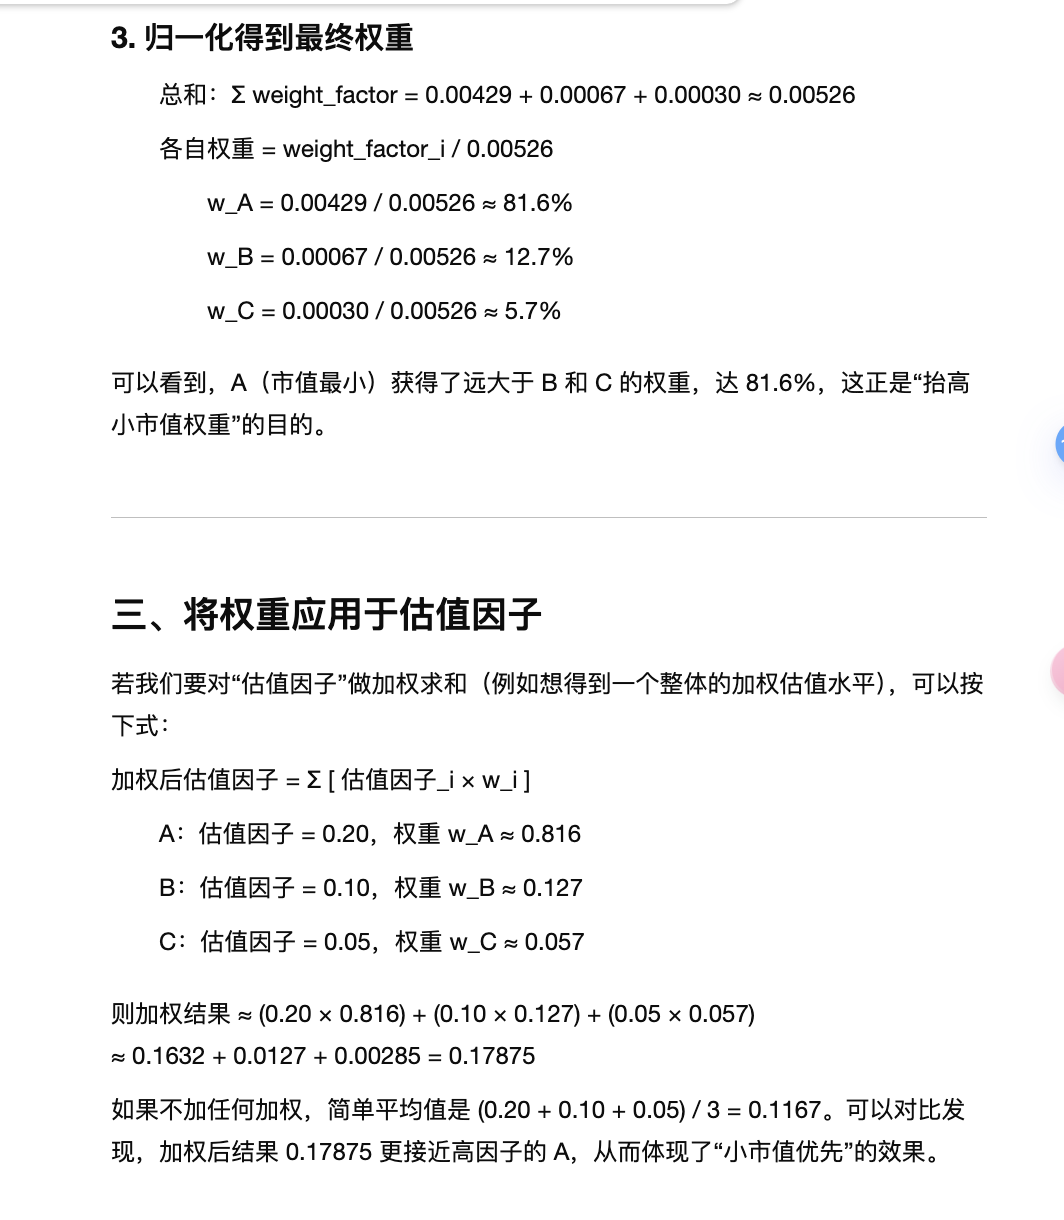 3. 归一化得到最终权重
总和：Σ weight_factor = 0.00429 + 0.00067 + 0.00030 ≈ 0.00526
各自权重 = weight_factor_i / 0.00526
w_A = 0.00429 / 0.00526 ≈ 81.6%
w_B = 0.00067 / 0.00526 ≈ 12.7%
w_C = 0.00030 / 0.00526 ≈ 5.7%
可以看到，A（市值最小）获得了远大于 B 和 C 的权重，达 81.6%，这正是“抬高
小市值权重”的目的。
三、将权重应用于估值因子
若我们要对“估值因子”做加权求和（例如想得到一个整体的加权估值水平），可以按
下式：
加权后估值因子 = Σ [ 估值因子_i × w_i ]
A：估值因子 = 0.20，权重 w_A ≈ 0.816
B：估值因子 = 0.10，权重 w_B ≈ 0.127
C：估值因子 = 0.05，权重 w_C ≈ 0.057
则加权结果 ≈ (0.20 × 0.816) + (0.10 × 0.127) + (0.05 × 0.057)
≈ 0.1632 + 0.0127 + 0.00285 = 0.17875
如果不加任何加权，简单平均值是 (0.20 + 0.10 + 0.05) / 3 = 0.1167。可以对比发
现，加权后结果 0.17875 更接近高因子的 A，从而体现了“小市值优先”的效果。